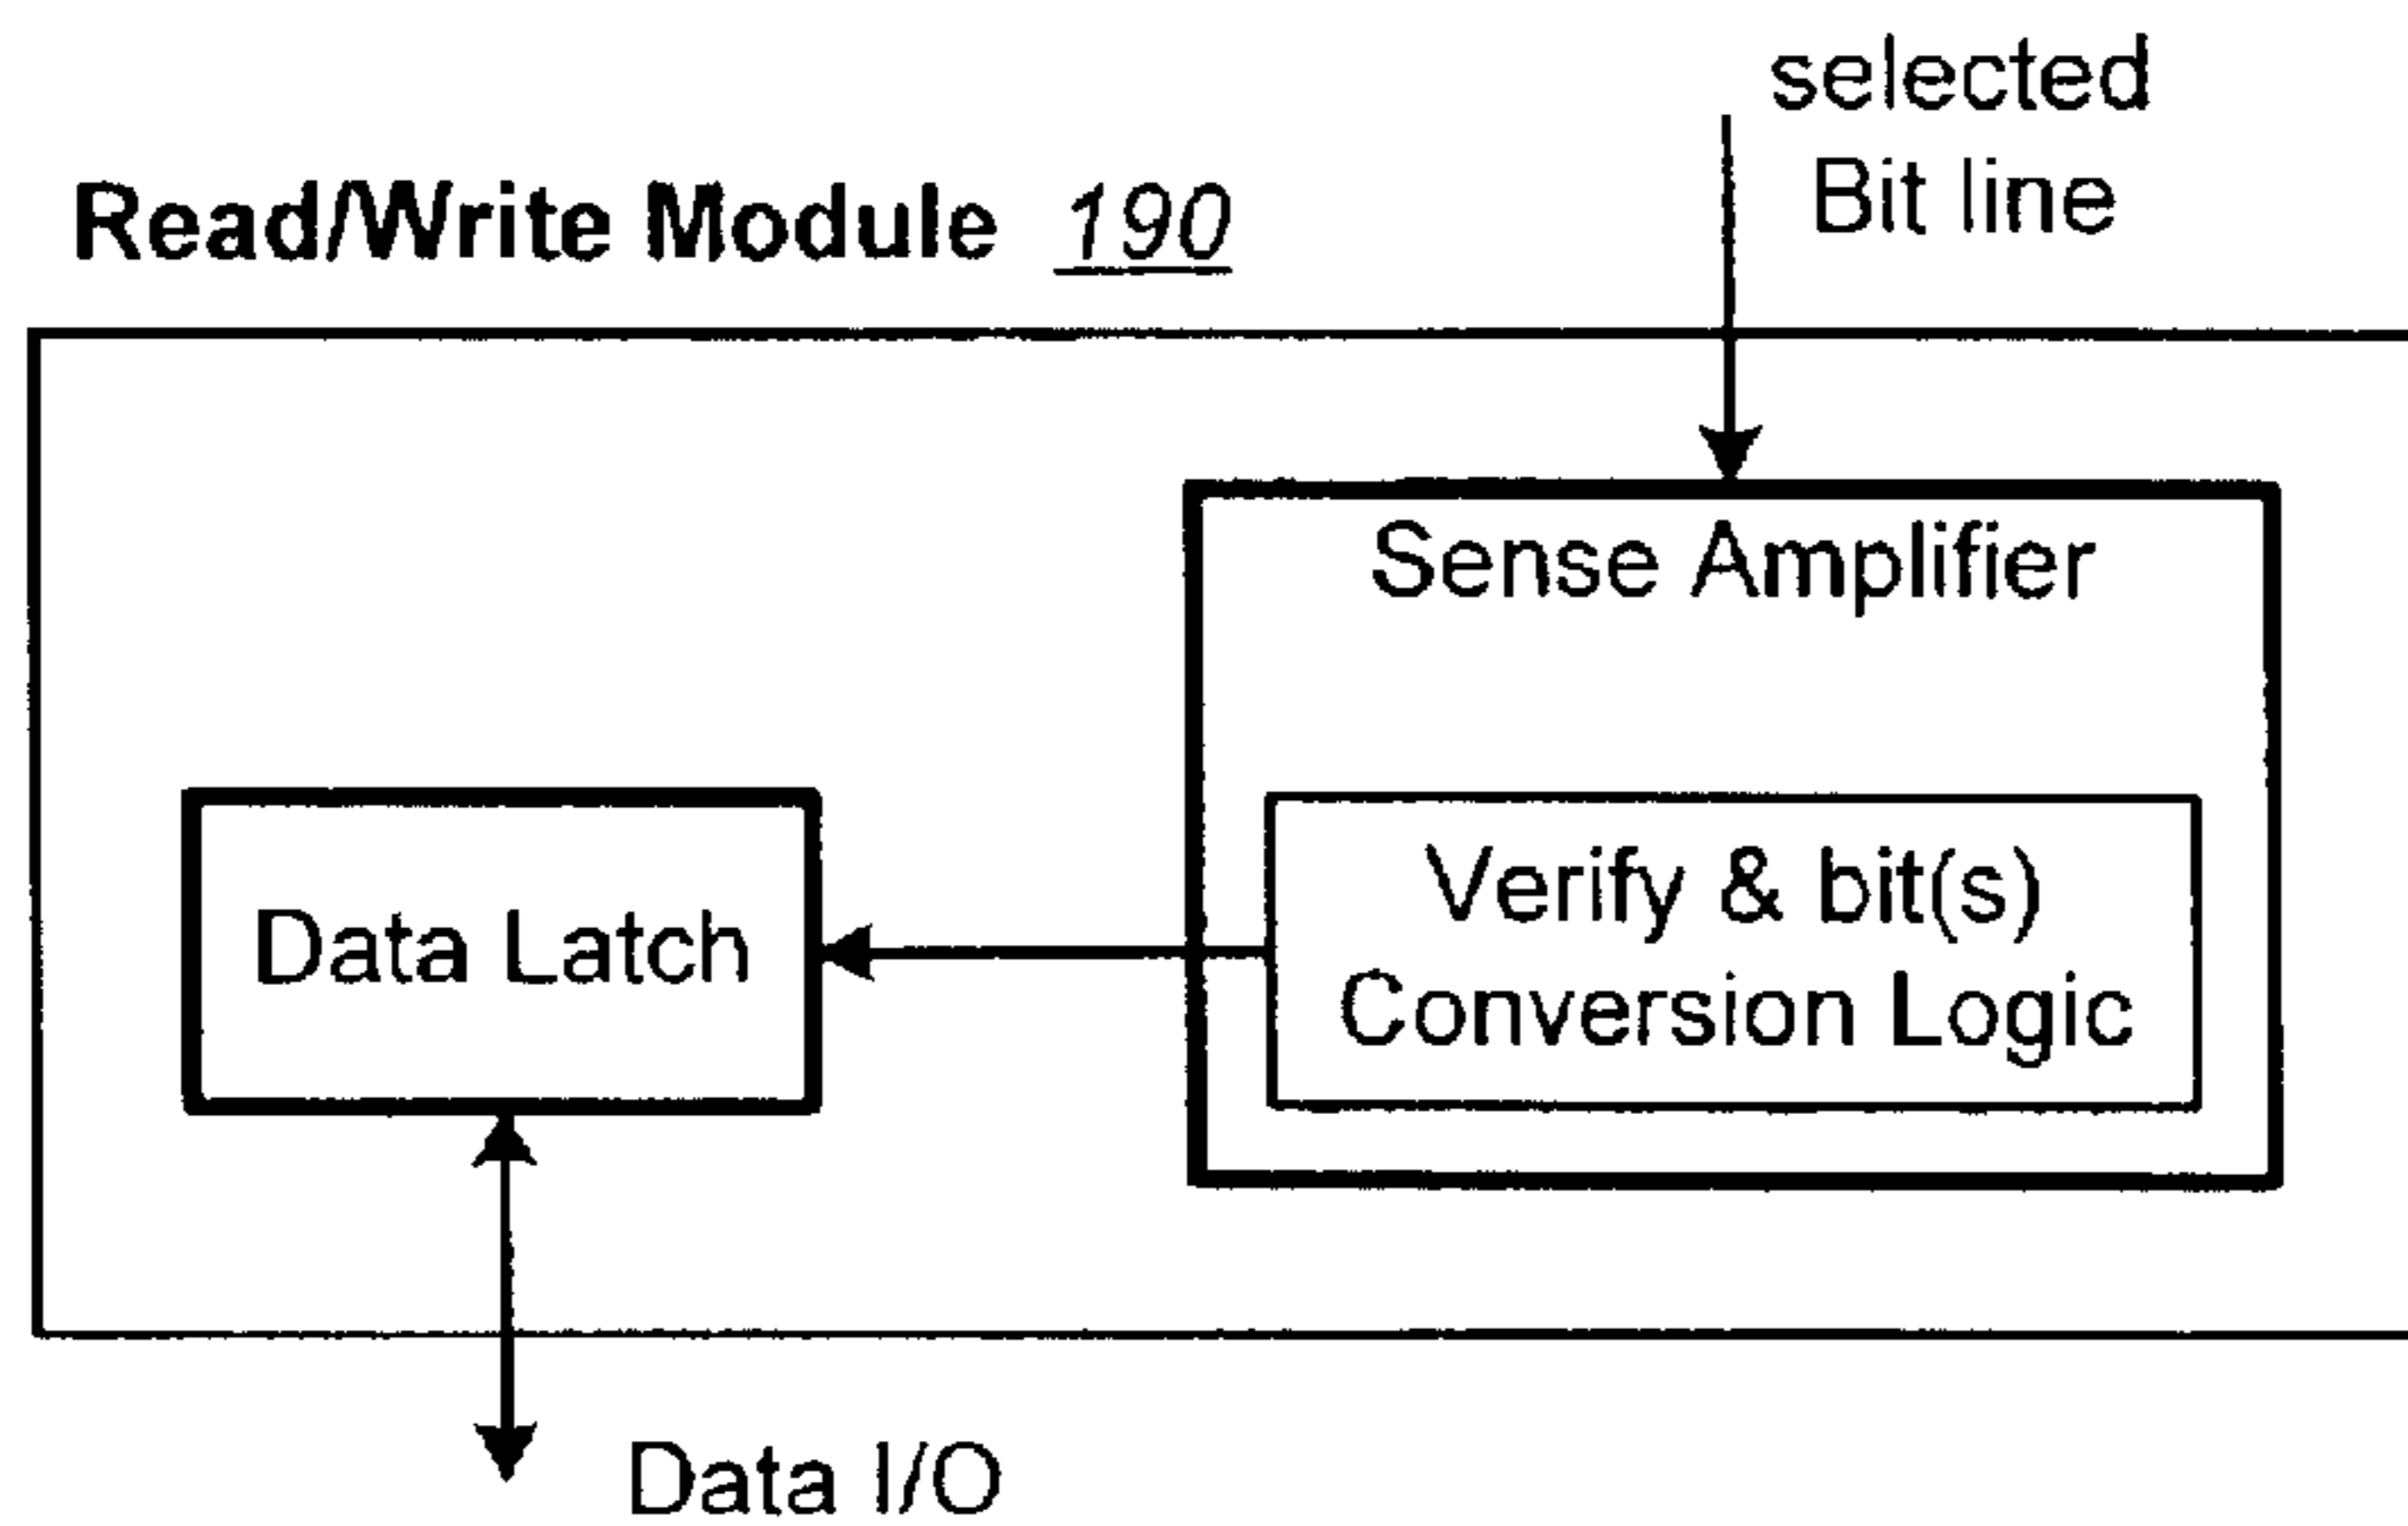 selected
Bit line
Read/Write Module 190
Sense Amplifier
Verify & bit(s)
Conversion Logic
Data Latch
Data I/O